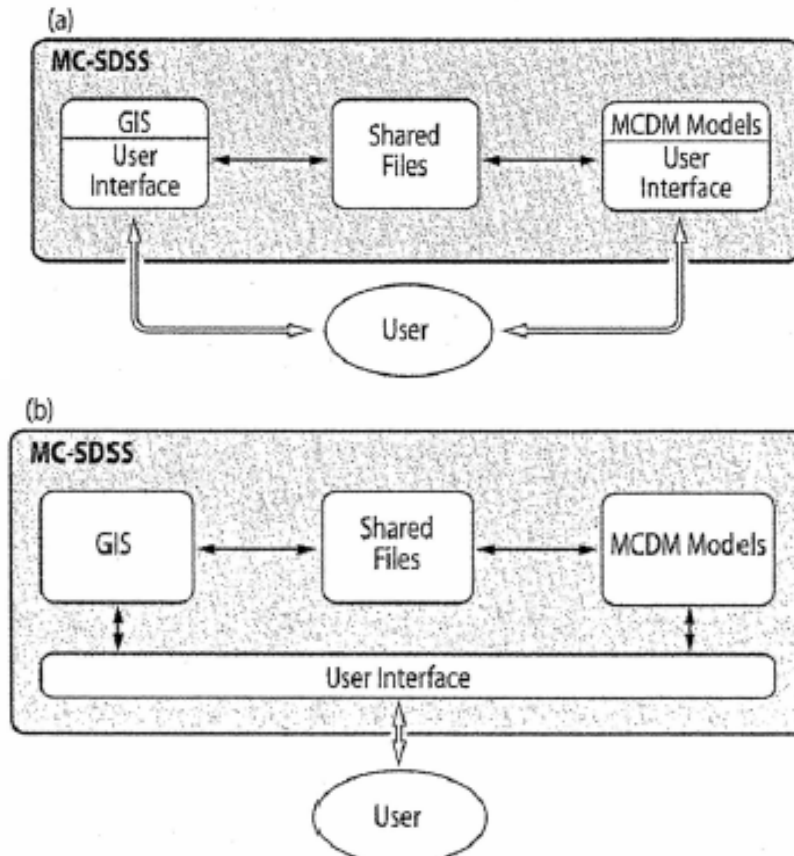 (a)
MC-SDSS
GIS
User
Interface
Shared
Files
MCDM Models
User
Interface
User
(b)
MC-SDSS
GIS
Shared
Files
MCDM Models
User Interface
User